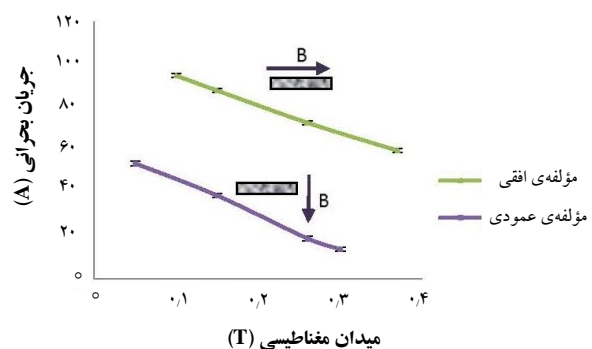 ۱۲۰
۱۰۰
۸۰
۶۰
۴۰
۲۰
۰
جریان بحرانی (A)
B
B
مؤلفه‌ی افقی
مؤلفه‌ی عمودی
۰ ۰٫۱ ۰٫۲ ۰٫۳ ۰٫۴
میدان مغناطیسی (T)